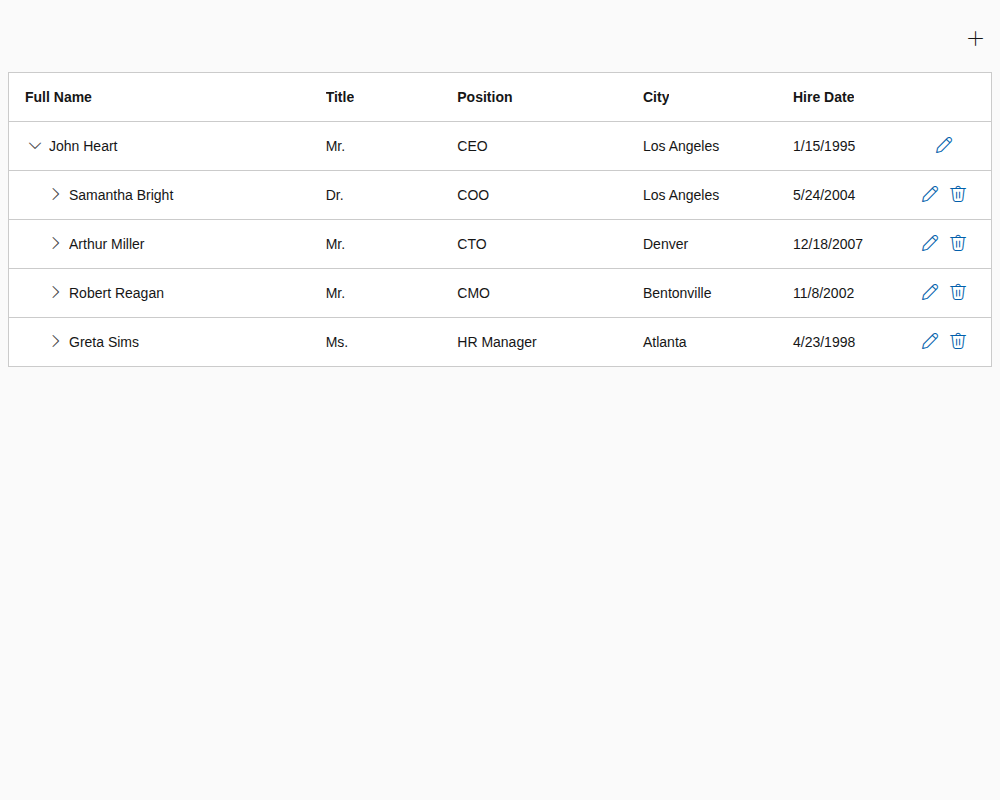 Full Name Title Position City Hire Date
John Heart Mr. CEO Los Angeles 1/15/1995
Samantha Bright Dr. COO Los Angeles 5/24/2004
Arthur Miller Mr. CTO Denver 12/18/2007
Robert Reagan Mr. CMO Bentonville 11/8/2002
Greta Sims Ms. HR Manager Atlanta 4/23/1998